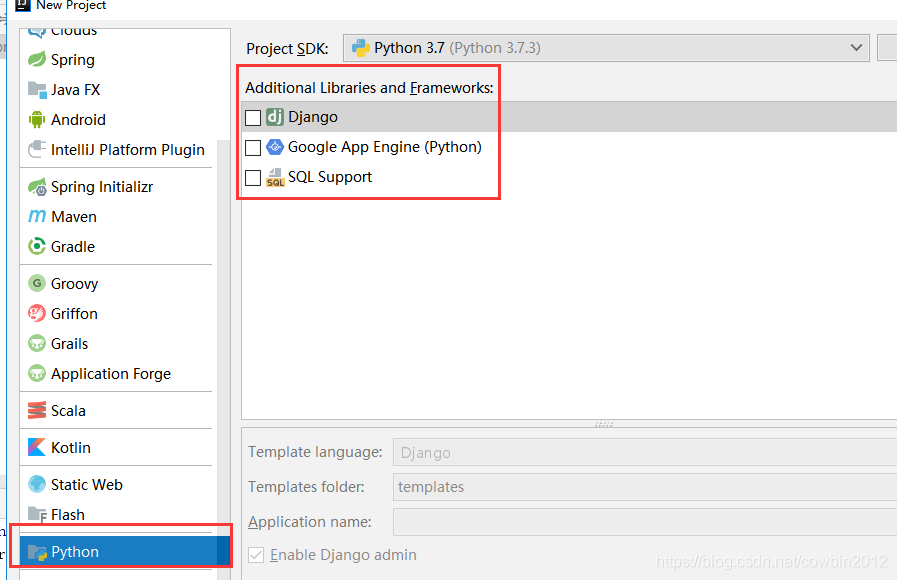 New Project
Clouds
Spring
Java FX
Android
IntelliJ Platform Plugin
Spring Initializr
Maven
Gradle
Groovy
Griffon
Grails
Application Forge
Scala
Kotlin
Static Web
Flash
Python
Project SDK: Python 3.7 (Python 3.7.3)
Additional Libraries and Frameworks:
Django
Google App Engine (Python)
SQL Support
Template language: Django
Templates folder: templates
Application name:
Enable Django admin
https://blog.csdn.net/cowbin2012